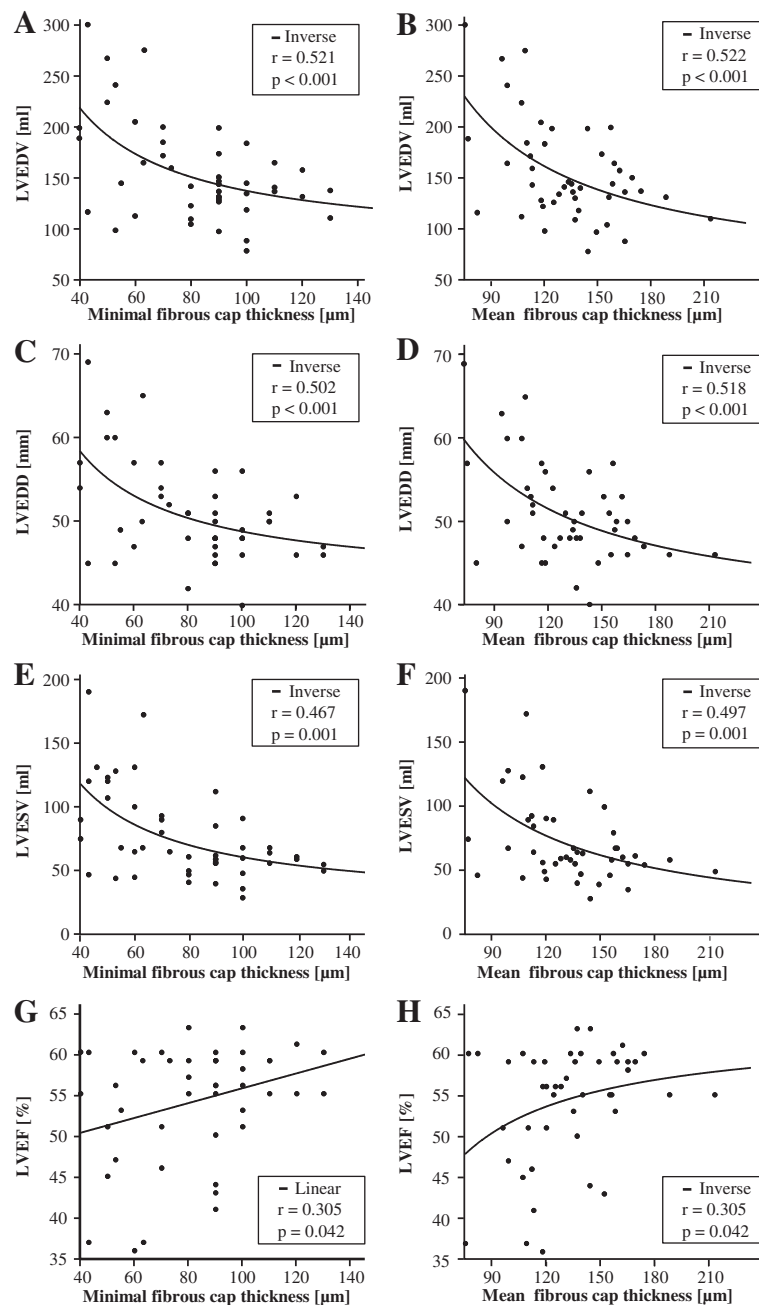 A
LVEDV [ml]
300
250
200
150
100
50
40 60 80 100 120 140
Minimal fibrous cap thickness [µm]
– Inverse
r = 0.521
p < 0.001
B
LVEDV [ml]
300
250
200
150
100
50
90 120 150 180 210
Mean fibrous cap thickness [µm]
– Inverse
r = 0.522
p < 0.001
C
LVEDD [mm]
70
60
50
40
40 60 80 100 120 140
Minimal fibrous cap thickness [µm]
– Inverse
r = 0.502
p < 0.001
D
LVEDD [mm]
70
60
50
40
90 120 150 180 210
Mean fibrous cap thickness [µm]
– Inverse
r = 0.518
p < 0.001
E
LVESV [ml]
200
150
100
50
0
40 60 80 100 120 140
Minimal fibrous cap thickness [µm]
– Inverse
r = 0.467
p = 0.001
F
LVESV [ml]
200
150
100
50
0
90 120 150 180 210
Mean fibrous cap thickness [µm]
– Inverse
r = 0.497
p = 0.001
G
LVEF [%]
65
60
55
50
45
40
35
40 60 80 100 120 140
Minimal fibrous cap thickness [µm]
– Linear
r = 0.305
p = 0.042
H
LVEF [%]
65
60
55
50
45
40
35
90 120 150 180 210
Mean fibrous cap thickness [µm]
– Inverse
r = 0.305
p = 0.042